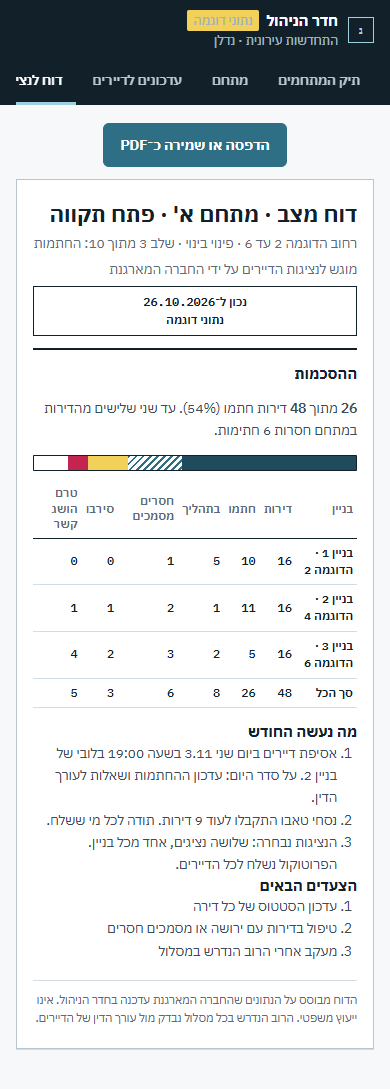 ג
חדר הניהול נתוני דוגמה
התחדשות עירונית · נדלן
תיק המתחמים
מתחם
עדכונים לדיירים
דוח לנצי
הדפסה או שמירה כ־PDF
דוח מצב · מתחם א' · פתח תקווה
רחוב הדוגמה 2 עד 6 · פינוי בינוי · שלב 3 מתוך 10: החתמות
מוגש לנציגות הדיירים על ידי החברה המארגנת
נכון ל־26.10.2026
נתוני דוגמה
ההסכמות
26 מתוך 48 דירות חתמו (54%). עד שני שלישים מהדירות
במתחם חסרות 6 חתימות.
בניין דירות חתמו בתהליך חסרים מסמכים סירבו טרם הושג קשר
בניין 1 · הדוגמה 2 16 10 5 1 0 0
בניין 2 · הדוגמה 4 16 11 1 2 1 1
בניין 3 · הדוגמה 6 16 5 2 3 2 4
סך הכל 48 26 8 6 3 5
מה נעשה החודש
1. אסיפת דיירים ביום שני 3.11 בשעה 19:00 בלובי של
בניין 2. על סדר היום: עדכון ההחתמות ושאלות לעורך
הדין.
2. נסחי טאבו התקבלו לעוד 9 דירות. תודה לכל מי ששלח.
3. הנציגות נבחרה: שלושה נציגים, אחד מכל בניין.
הפרוטוקול נשלח לכל הדיירים.
הצעדים הבאים
1. עדכון הסטטוס של כל דירה
2. טיפול בדירות עם ירושה או מסמכים חסרים
3. מעקב אחרי הרוב הנדרש במסלול
הדוח מבוסס על הנתונים שהחברה המארגנת עדכנה בחדר הניהול. אינו
ייעוץ משפטי. הרוב הנדרש בכל מסלול נבדק מול עורך הדין של הדיירים.